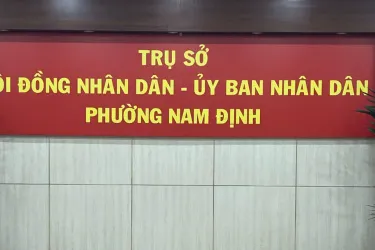 TRỤ SỞ
ỘI ĐỒNG NHÂN DÂN - ỦY BAN NHÂN DÂN
PHƯỜNG NAM ĐỊNH